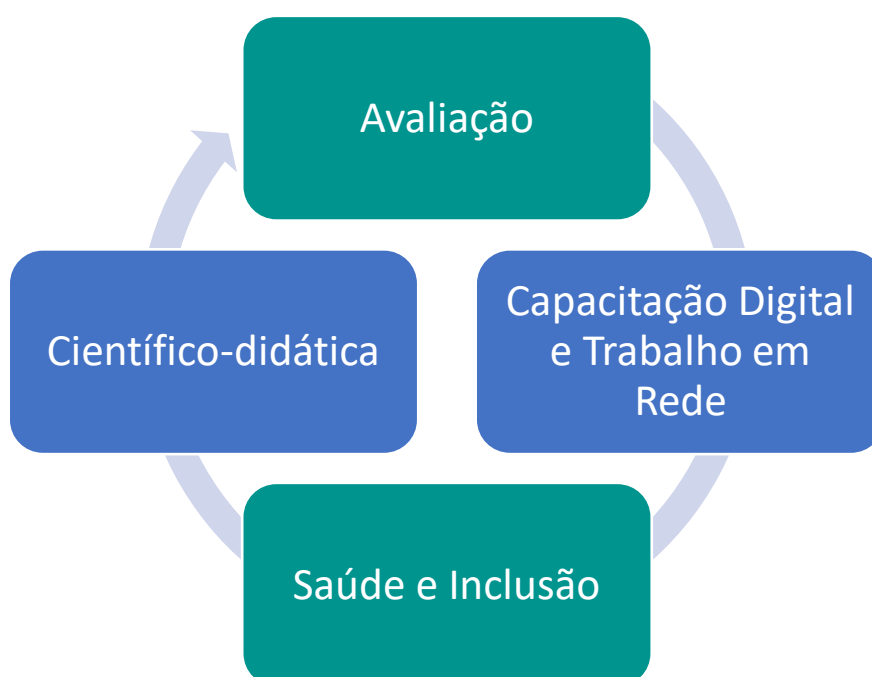 Avaliação
Científico-didática
Capacitação Digital
e Trabalho em
Rede
Saúde e Inclusão